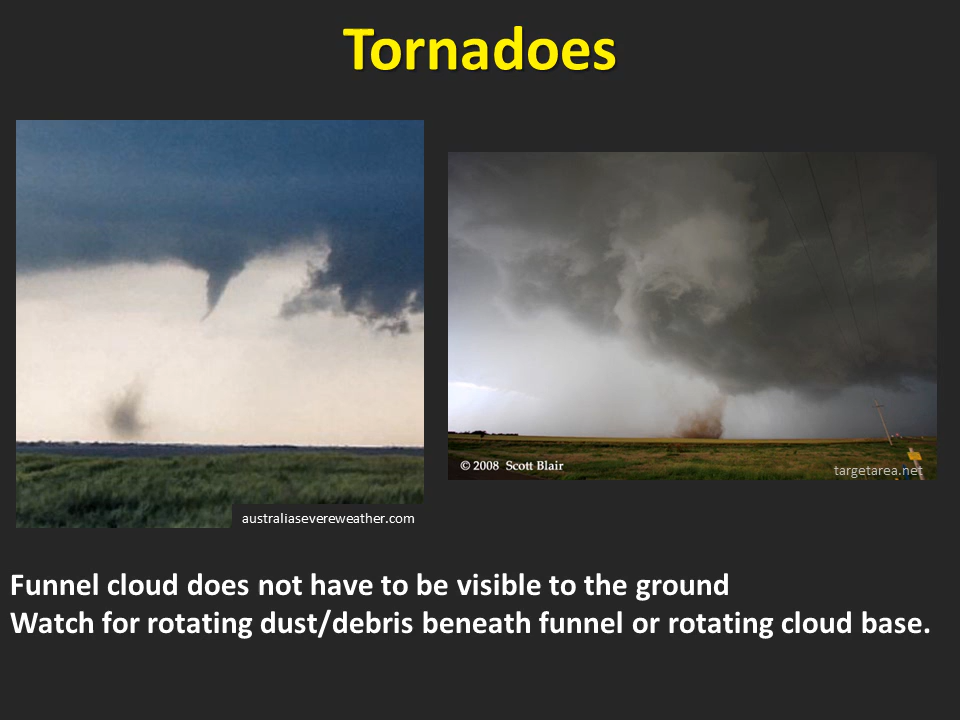 Tornadoes
© 2008 Scott Blair
targetarea.net
australiasevereweather.com
Funnel cloud does not have to be visible to the ground
Watch for rotating dust/debris beneath funnel or rotating cloud base.